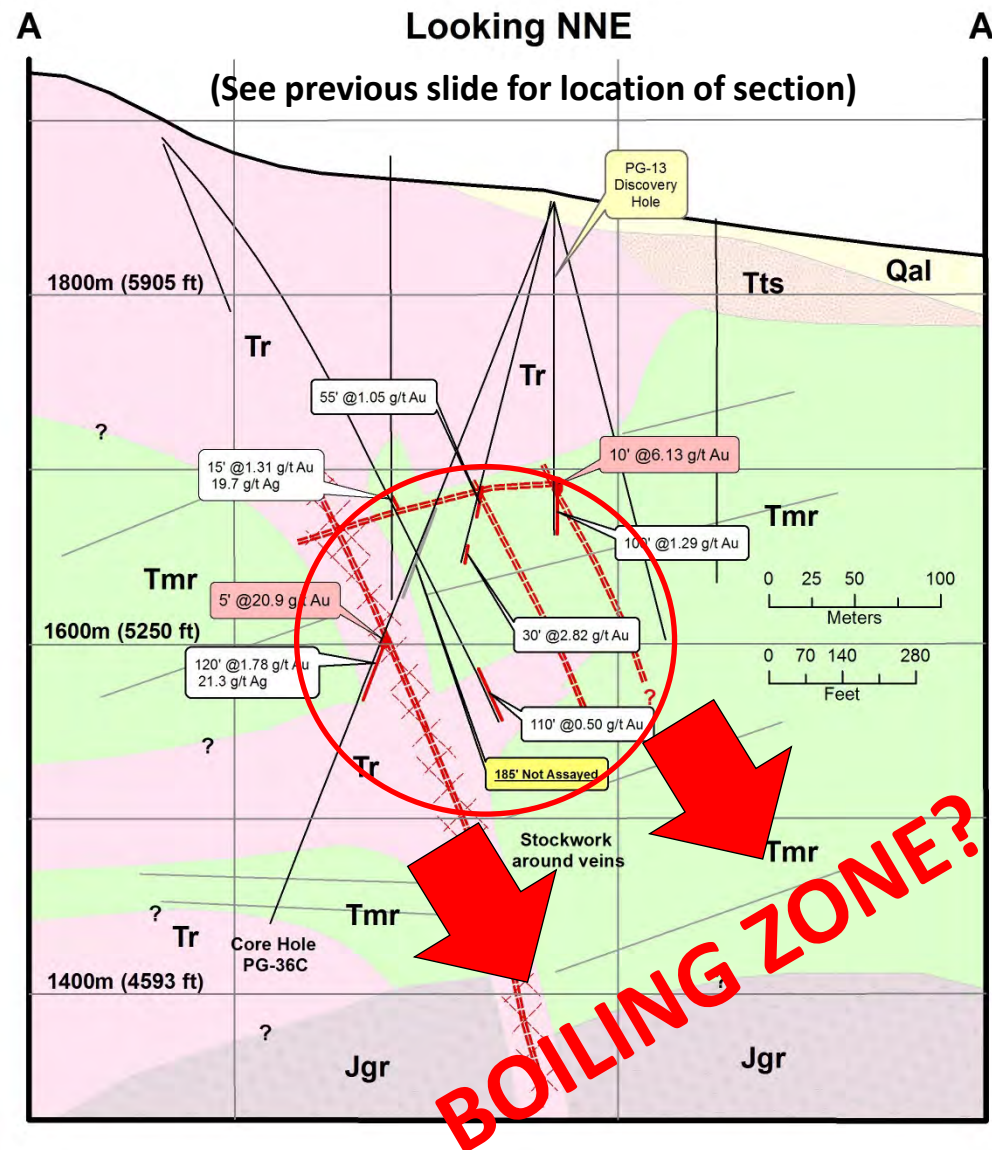 A
Looking NNE
A
(See previous slide for location of section)
PG-13
Discovery
Hole
1800m (5905 ft)
Tts
Qal
Tr
Tr
55' @1.05 g/t Au
?
15' @1.31 g/t Au
19.7 g/t Ag
10' @6.13 g/t Au
Tmr
100' @1.29 g/t Au
Tmr
0 25 50 100
Meters
5' @20.9 g/t Au
1600m (5250 ft)
30' @2.82 g/t Au
120' @1.78 g/t Au
21.3 g/t Ag
0 70 140 280
Feet
?
110' @0.50 g/t Au
?
Tr
185' Not Assayed
Stockwork
around veins
Tmr
BOILING ZONE?
?
Tmr
Tr
Core Hole
PG-36C
1400m (4593 ft)
?
?
Jgr
Jgr